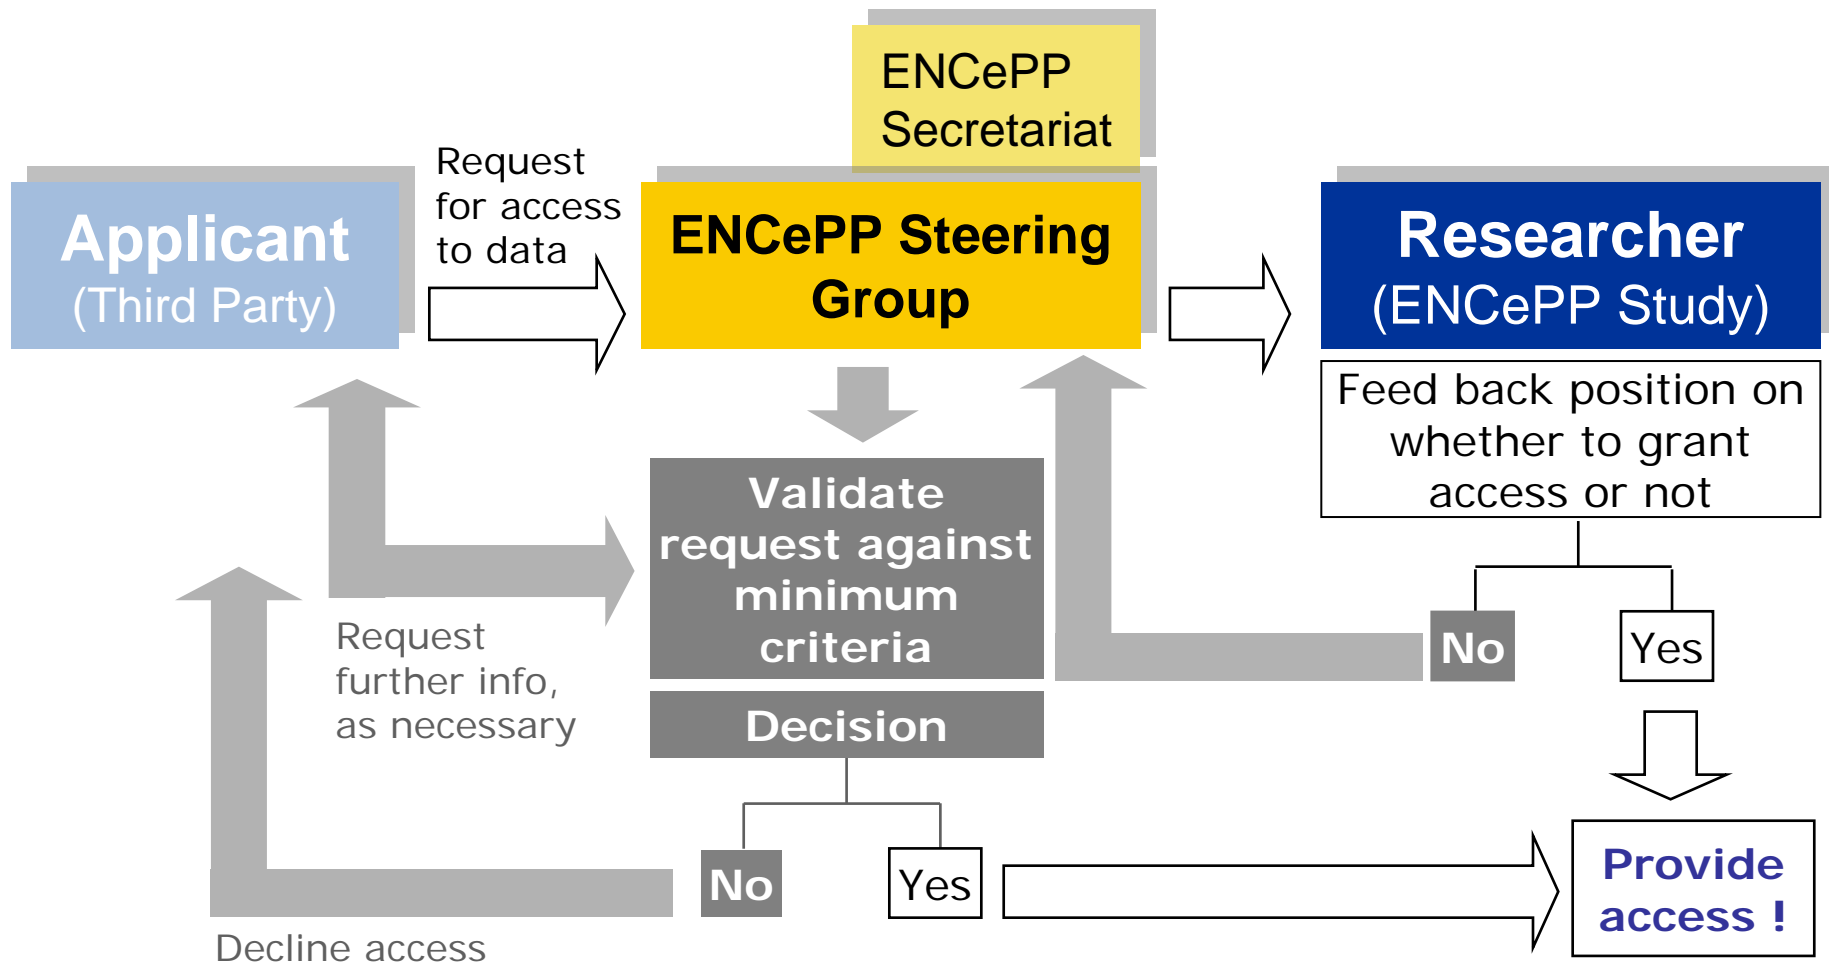 ENCePP
Secretariat
Applicant
(Third Party)
Request
for access
to data
ENCePP Steering
Group
Researcher
(ENCePP Study)
Feed back position on
whether to grant
access or not
Validate
request against
minimum
criteria
Request
further info,
as necessary
No
Yes
Decision
No
Yes
Provide
access !
Decline access